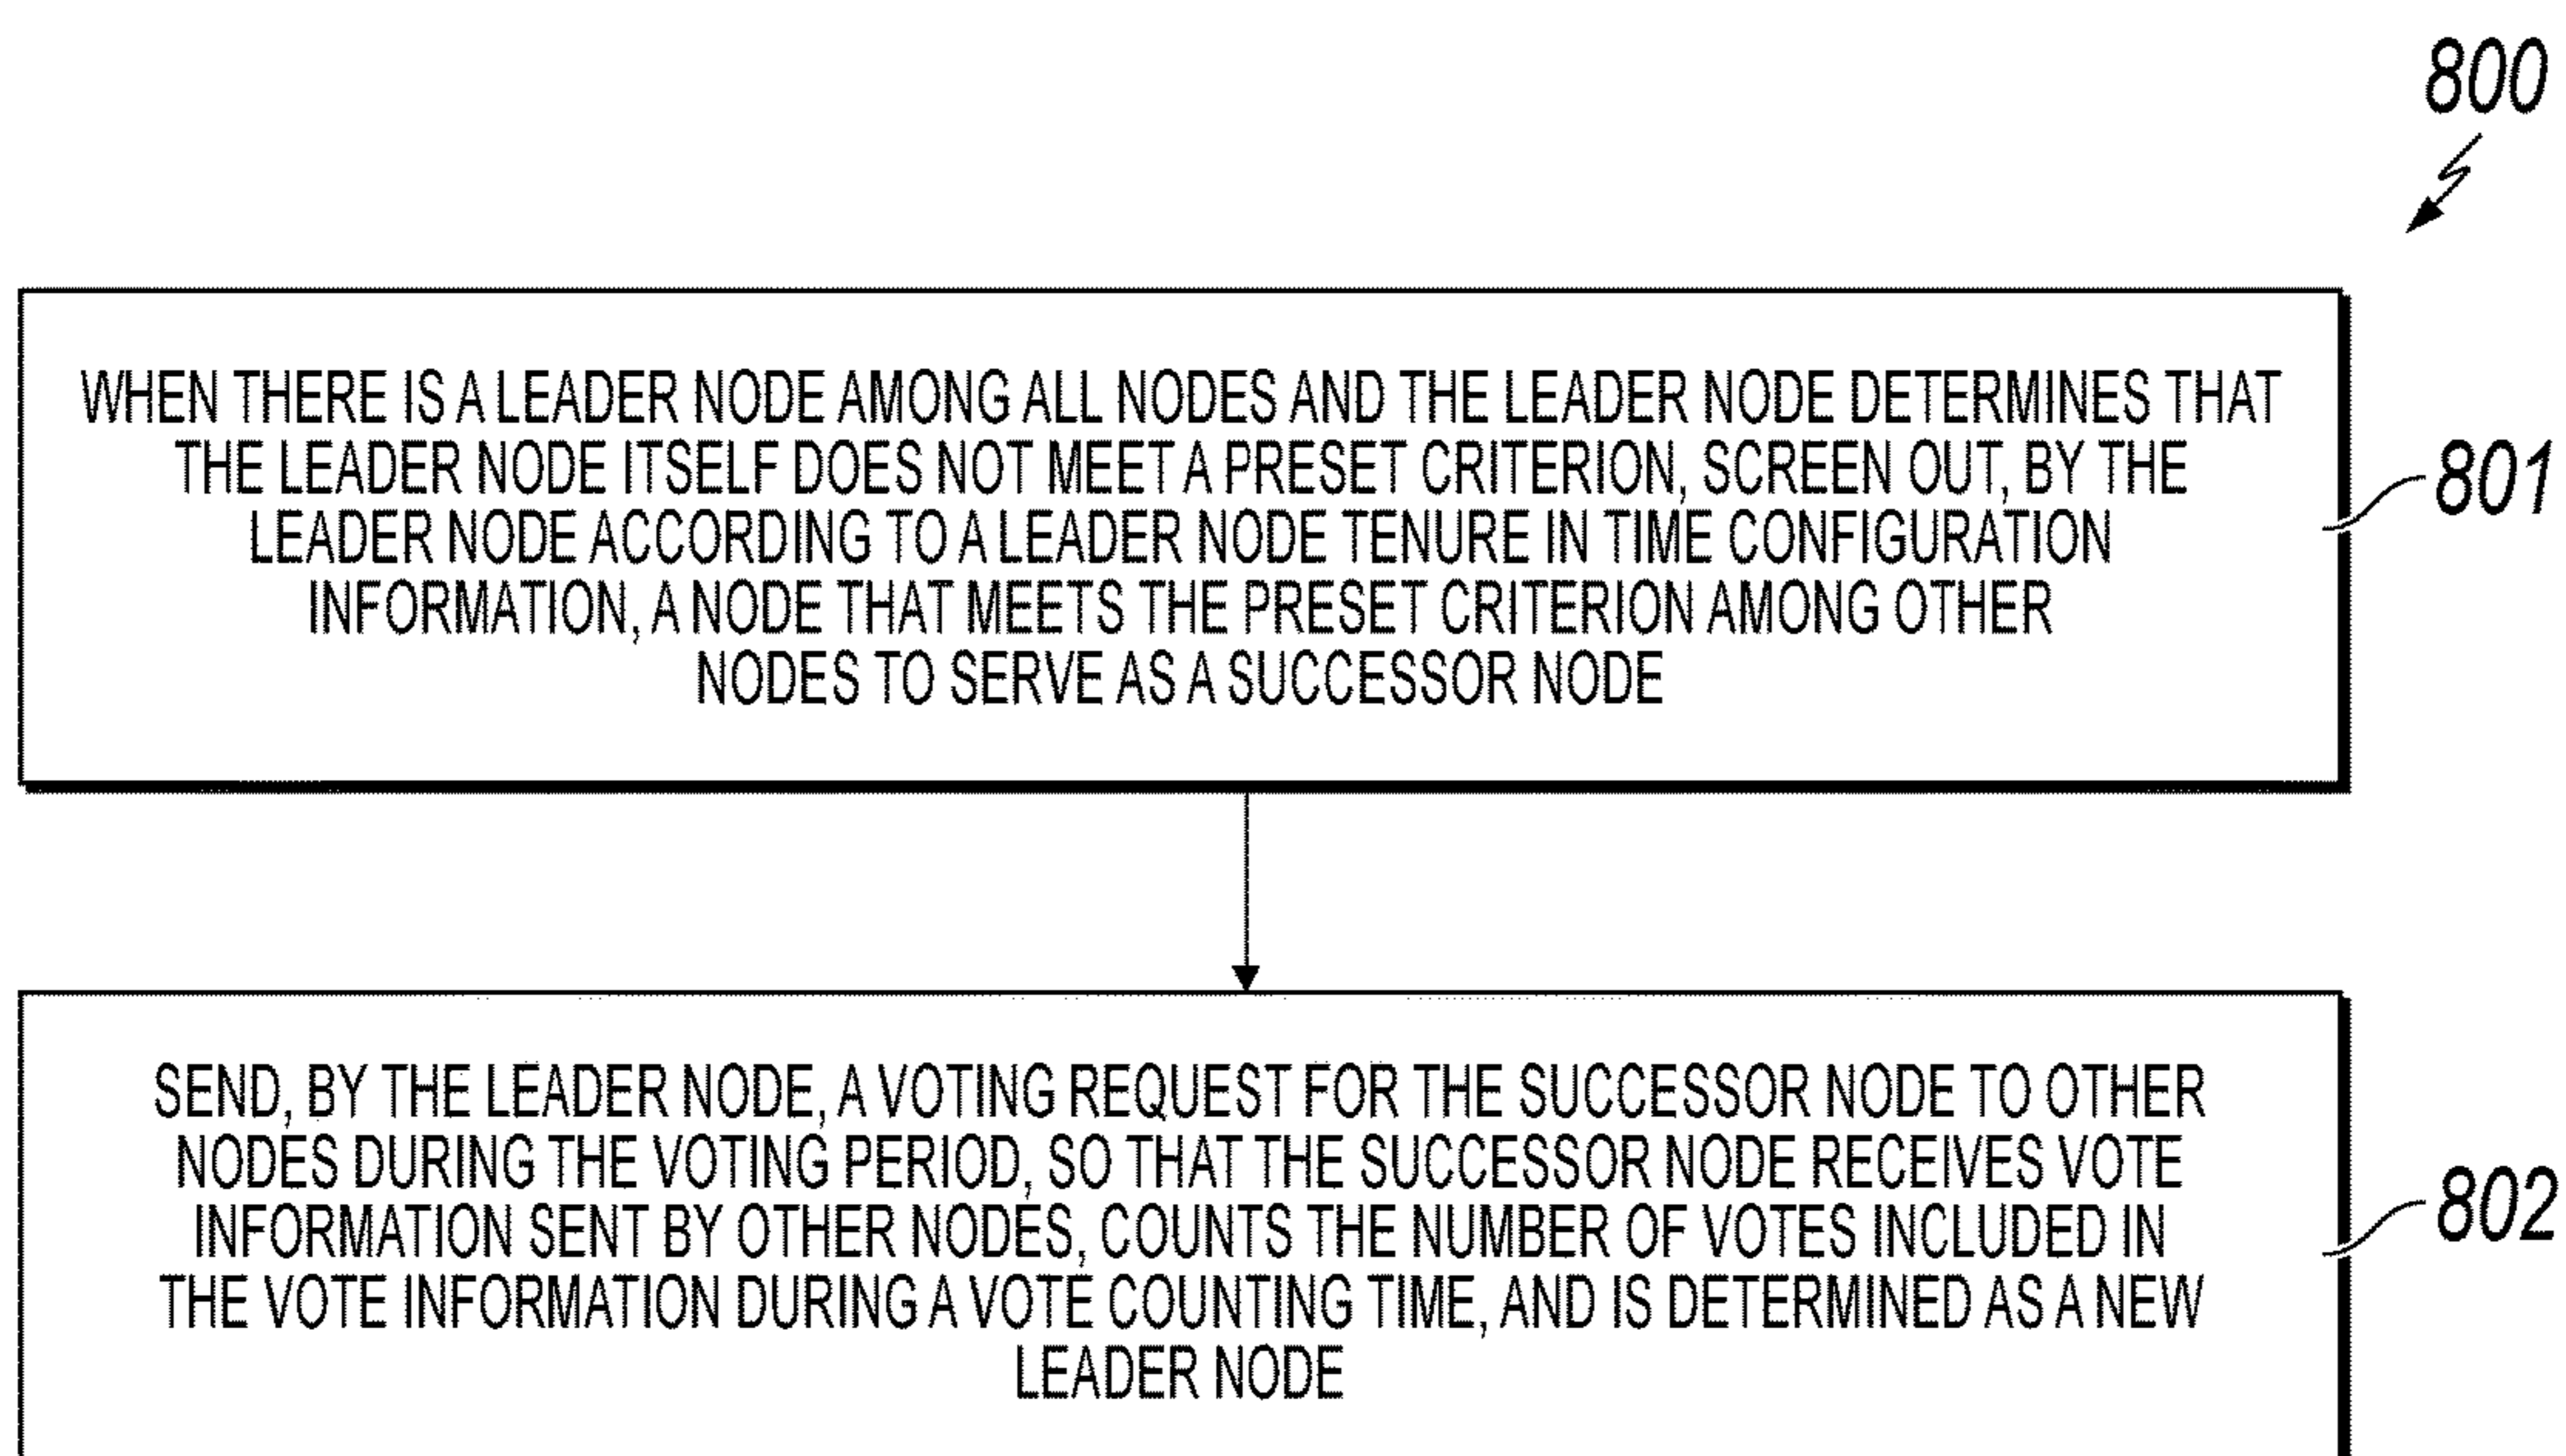 800
WHEN THERE IS A LEADER NODE AMONG ALL NODES AND THE LEADER NODE DETERMINES THAT
THE LEADER NODE ITSELF DOES NOT MEET A PRESET CRITERION, SCREEN OUT, BY THE
LEADER NODE ACCORDING TO A LEADER NODE TENURE IN TIME CONFIGURATION
INFORMATION, A NODE THAT MEETS THE PRESET CRITERION AMONG OTHER
NODES TO SERVE AS A SUCCESSOR NODE
801
SEND, BY THE LEADER NODE, A VOTING REQUEST FOR THE SUCCESSOR NODE TO OTHER
NODES DURING THE VOTING PERIOD, SO THAT THE SUCCESSOR NODE RECEIVES VOTE
INFORMATION SENT BY OTHER NODES, COUNTS THE NUMBER OF VOTES INCLUDED IN
THE VOTE INFORMATION DURING A VOTE COUNTING TIME, AND IS DETERMINED AS A NEW
LEADER NODE
802